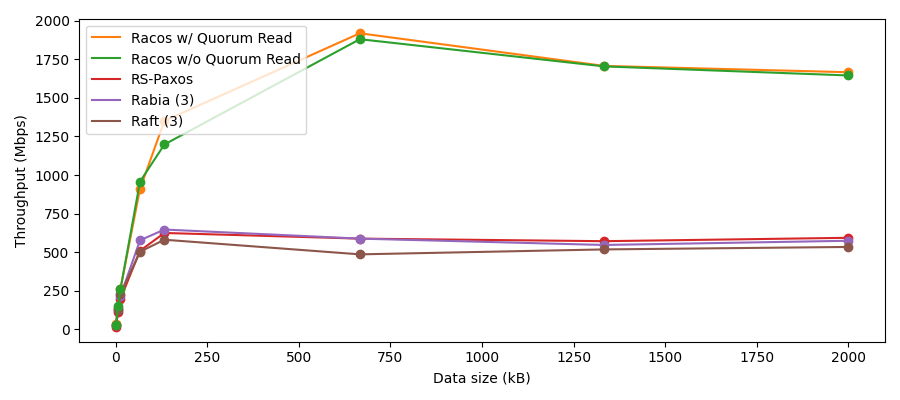 Racos w/ Quorum Read
Racos w/o Quorum Read
RS-Paxos
Rabia (3)
Raft (3)
Throughput (Mbps)
2000
1750
1500
1250
1000
750
500
250
0
0 250 500 750 1000 1250 1500 1750 2000
Data size (kB)